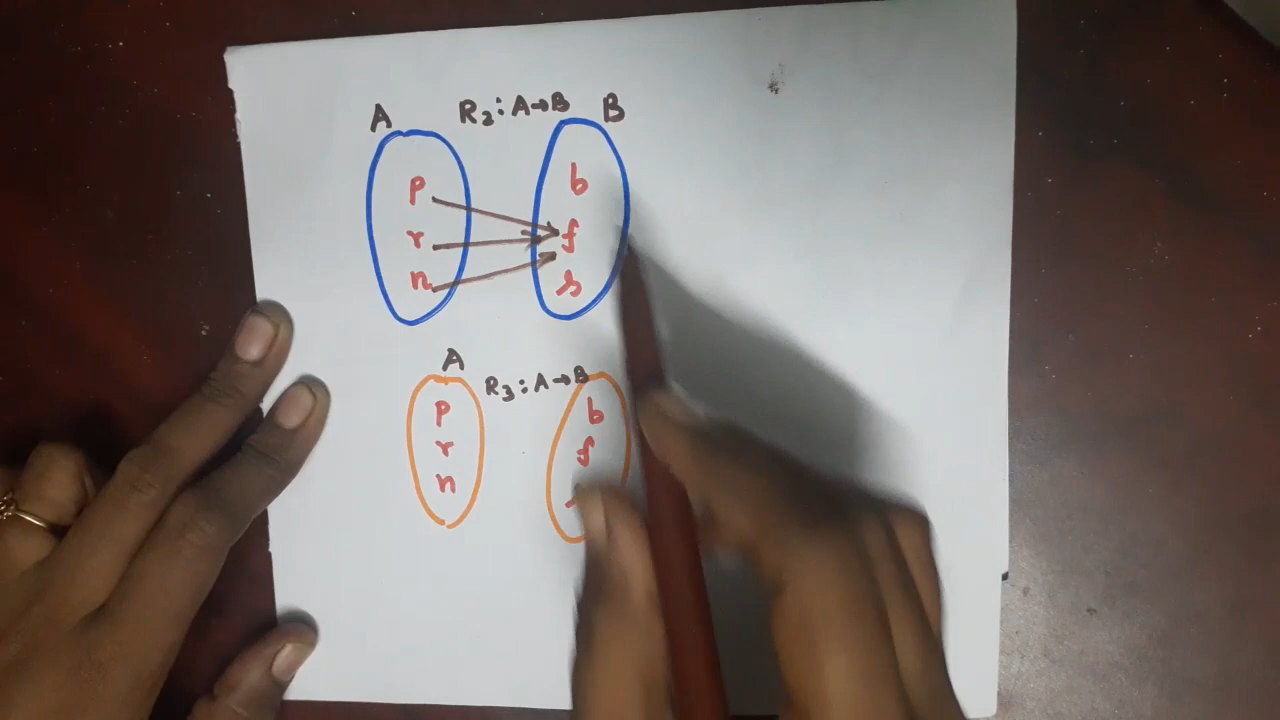 A R₂:A→B B
p b
r f
n s
A R₃:A→B
p b
r f
n